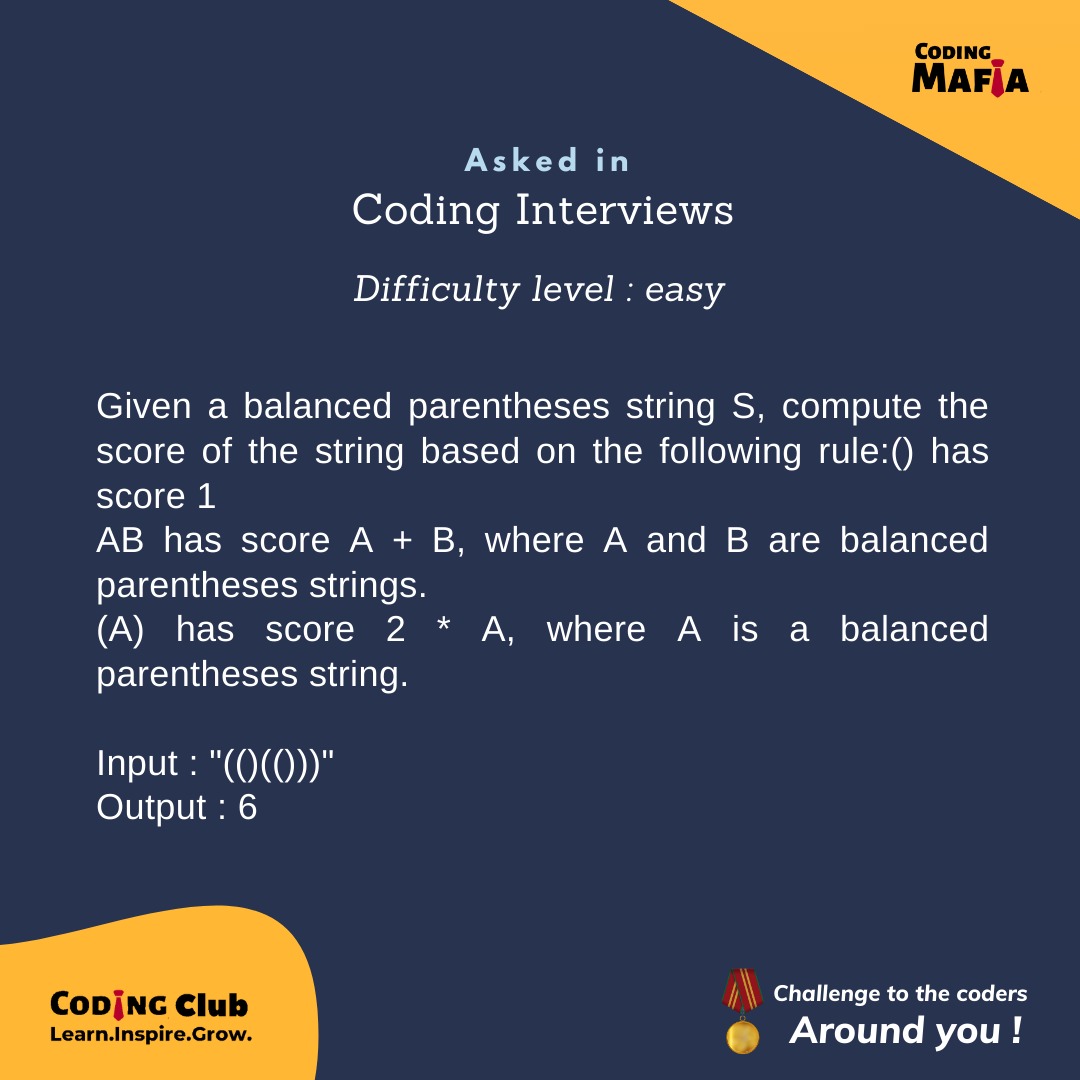 CODING
MAFIA
Asked in
Coding Interviews
Difficulty level : easy
Given a balanced parentheses string S, compute the
score of the string based on the following rule:() has
score 1
AB has score A + B, where A and B are balanced
parentheses strings.
(A) has score 2 * A, where A is a balanced
parentheses string.
Input : "(()(()))"
Output : 6
CODING Club
Learn.Inspire.Grow.
Challenge to the coders
Around you !